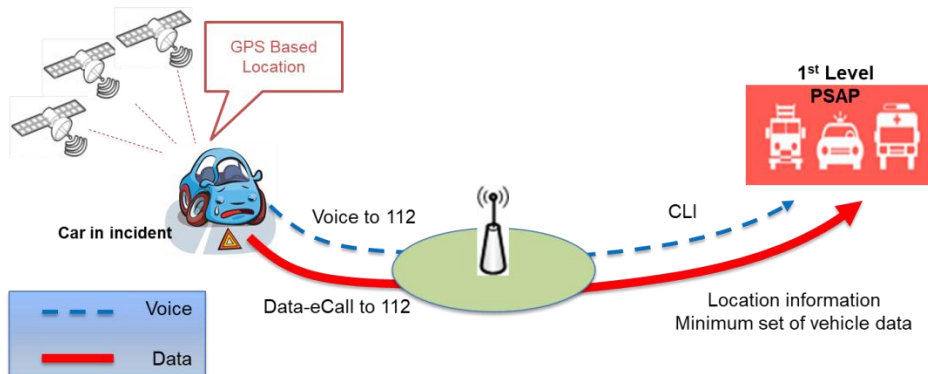 GPS Based
Location
1st Level
PSAP
Car in incident
Voice to 112
CLI
Data-eCall to 112
Location information
Minimum set of vehicle data
Voice
Data